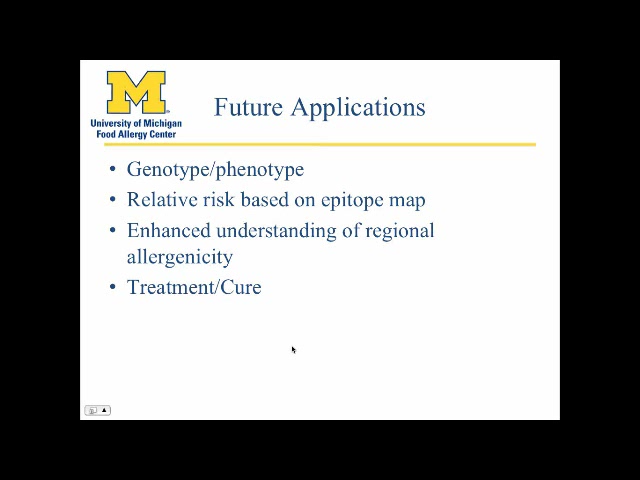 M
University of Michigan
Food Allergy Center
Future Applications
• Genotype/phenotype
• Relative risk based on epitope map
• Enhanced understanding of regional
allergenicity
• Treatment/Cure